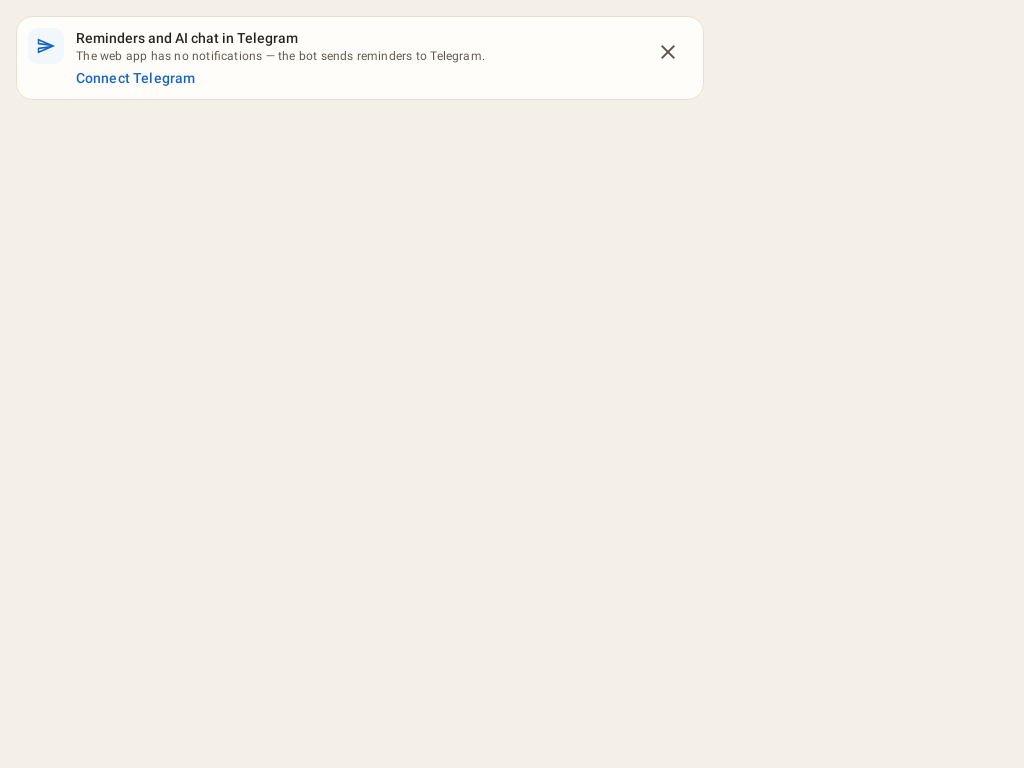 Reminders and AI chat in Telegram
The web app has no notifications — the bot sends reminders to Telegram.
Connect Telegram